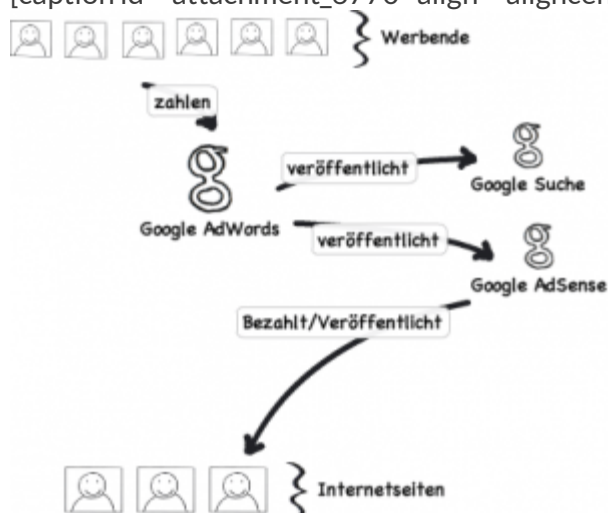 Werbende
zahlen
veröffentlicht
Google Suche
Google AdWords
veröffentlicht
Google AdSense
Bezahlt/Veröffentlicht
Internetseiten